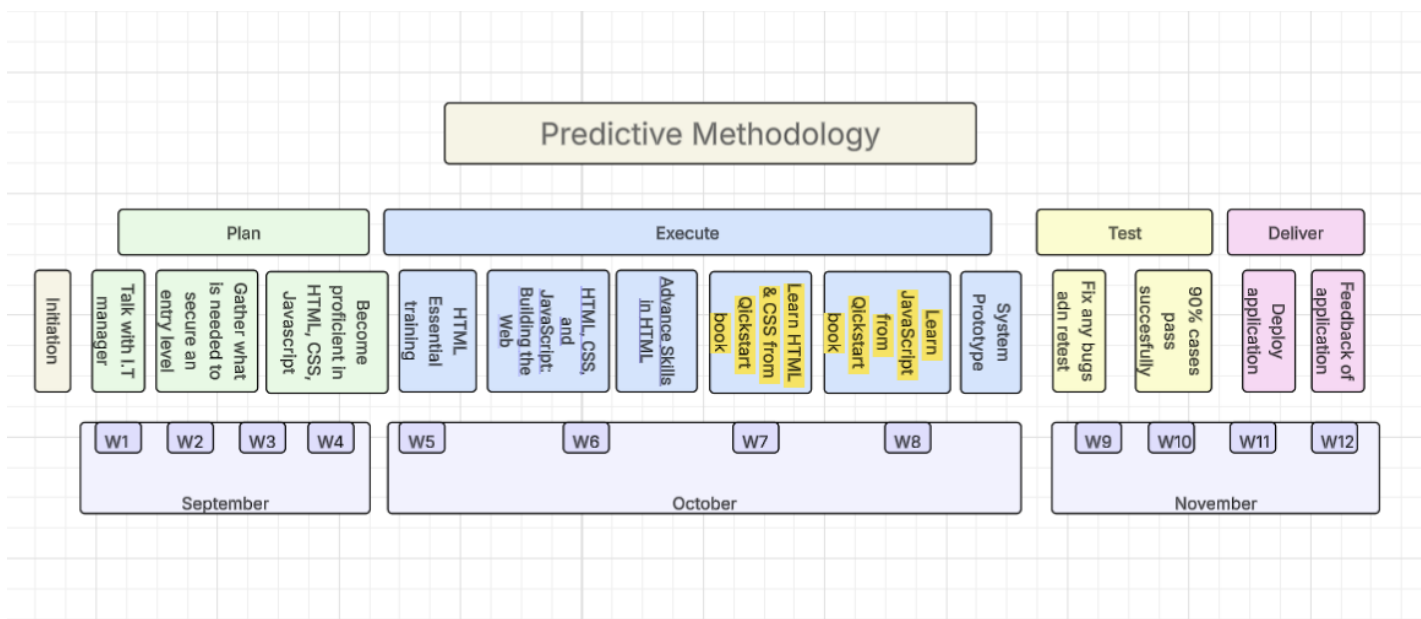 Predictive Methodology
Plan
Execute
Test
Deliver
Initiation
Talk with I.T
manager
Gather what
is needed to
secure an
entry level
Become
proficient in
HTML, CSS,
Javascript
HTML
Essential
training
HTML, CSS,
and
JavaScript:
Building the
Web
Advance Skills
in HTML
Learn HTML
& CSS from
Qickstart
book
Learn
JavaScript
from
Qickstart
book
System
Prototype
Fix any bugs
adn retest
90% cases
pass
succesfully
Deploy
application
Feedback of
application
W1
W2
W3
W4
W5
W6
W7
W8
W9
W10
W11
W12
September
October
November